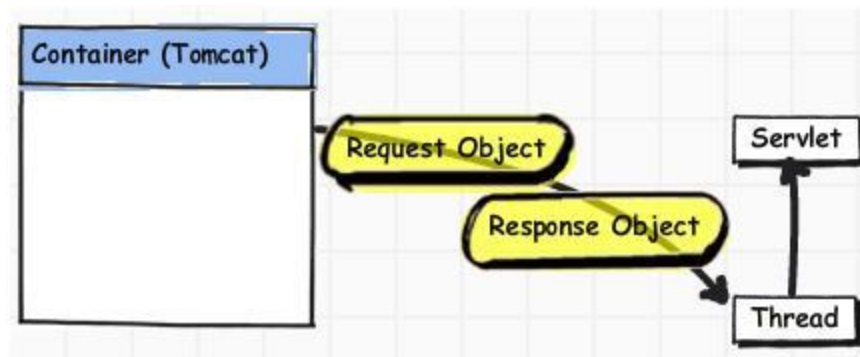 Container (Tomcat)
Request Object
Servlet
Response Object
Thread